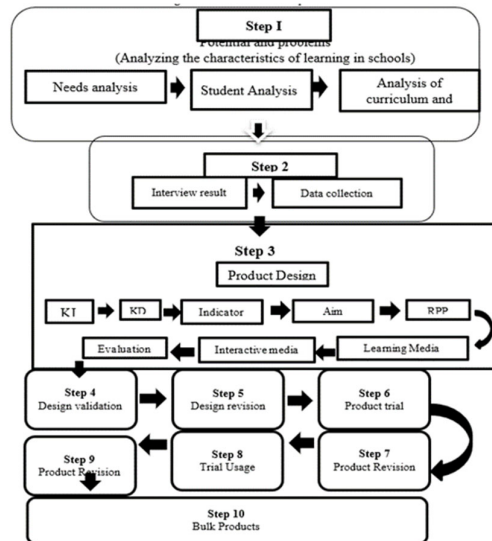 Step I
Potential and problems
(Analyzing the characteristics of learning in schools)
Needs analysis
Student Analysis
Analysis of
curriculum and
Step 2
Interview result
Data collection
Step 3
Product Design
KI
KD
Indicator
Aim
RPP
Evaluation
Interactive media
Learning Media
Step 4
Design validation
Step 5
Design revision
Step 6
Product trial
Step 9
Product Revision
Step 8
Trial Usage
Step 7
Product Revision
Step 10
Bulk Products